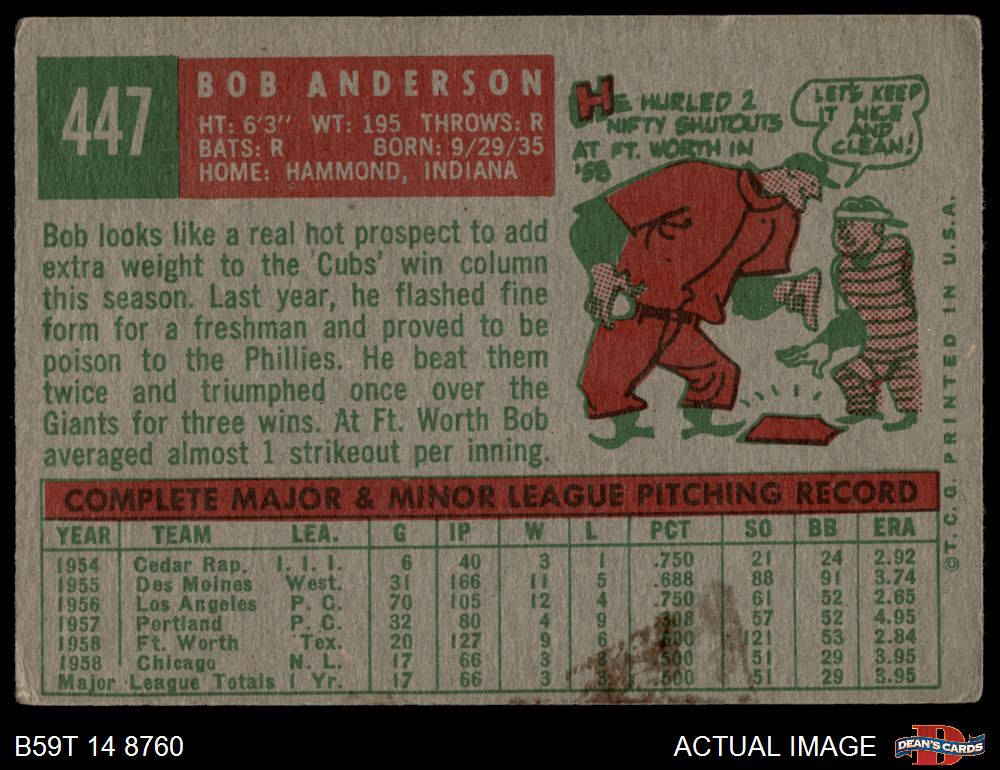 447
BOB ANDERSON
HT: 6'3" WT: 195 THROWS: R
BATS: R BORN: 9/29/35
HOME: HAMMOND, INDIANA
HE HURLED 2
NIFTY SHUTOUTS
AT FT. WORTH IN
'58
LET'S KEEP
IT NICE
AND
CLEAN!
Bob looks like a real hot prospect to add
extra weight to the 'Cubs' win column
this season. Last year, he flashed fine
form for a freshman and proved to be
poison to the Phillies. He beat them
twice and triumphed once over the
Giants for three wins. At Ft. Worth Bob
averaged almost 1 strikeout per inning.
COMPLETE MAJOR & MINOR LEAGUE PITCHING RECORD
YEAR TEAM LEA. G IP W L PCT SO BB ERA
1954 Cedar Rap. I. I. I. 6 40 3 1 .750 21 24 2.92
1955 Des Moines West. 31 166 11 5 .688 88 91 3.74
1956 Los Angeles P. C. 70 105 12 4 .750 61 52 2.65
1957 Portland P. C. 32 80 4 9 .308 57 52 4.95
1958 Ft. Worth Tex. 20 127 9 6 .600 121 53 2.84
1958 Chicago N. L. 17 66 3 3 .500 51 29 3.95
Major League Totals 1 Yr. 17 66 3 3 .500 51 29 3.95
©T. C. G. PRINTED IN U.S.A.
B59T 14 8760
ACTUAL IMAGE
DEAN'S CARDS